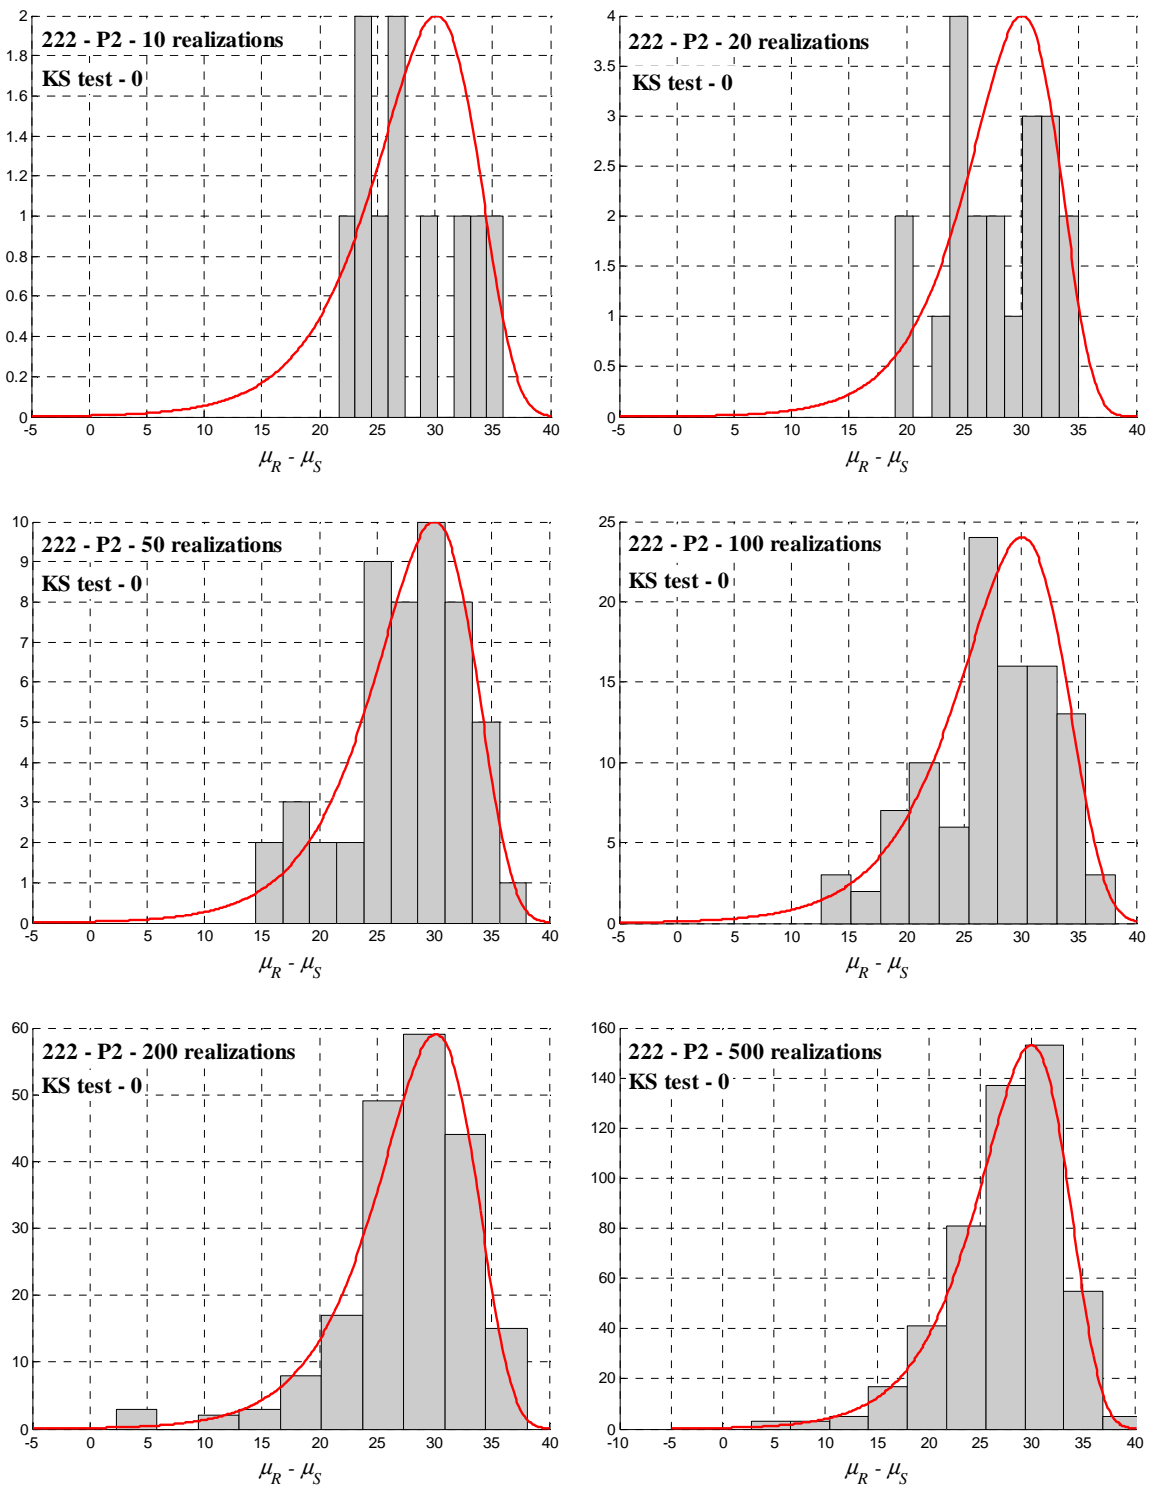 222 - P2 - 10 realizations
KS test - 0
2
1.8
1.6
1.4
1.2
1
0.8
0.6
0.4
0.2
0
-5 0 5 10 15 20 25 30 35 40
μR - μS
222 - P2 - 20 realizations
KS test - 0
4
3.5
3
2.5
2
1.5
1
0.5
0
-5 0 5 10 15 20 25 30 35 40
μR - μS
222 - P2 - 50 realizations
KS test - 0
10
9
8
7
6
5
4
3
2
1
0
-5 0 5 10 15 20 25 30 35 40
μR - μS
222 - P2 - 100 realizations
KS test - 0
25
20
15
10
5
0
-5 0 5 10 15 20 25 30 35 40
μR - μS
222 - P2 - 200 realizations
KS test - 0
60
50
40
30
20
10
0
-5 0 5 10 15 20 25 30 35 40
μR - μS
222 - P2 - 500 realizations
KS test - 0
160
140
120
100
80
60
40
20
0
-10 -5 0 5 10 15 20 25 30 35 40
μR - μS